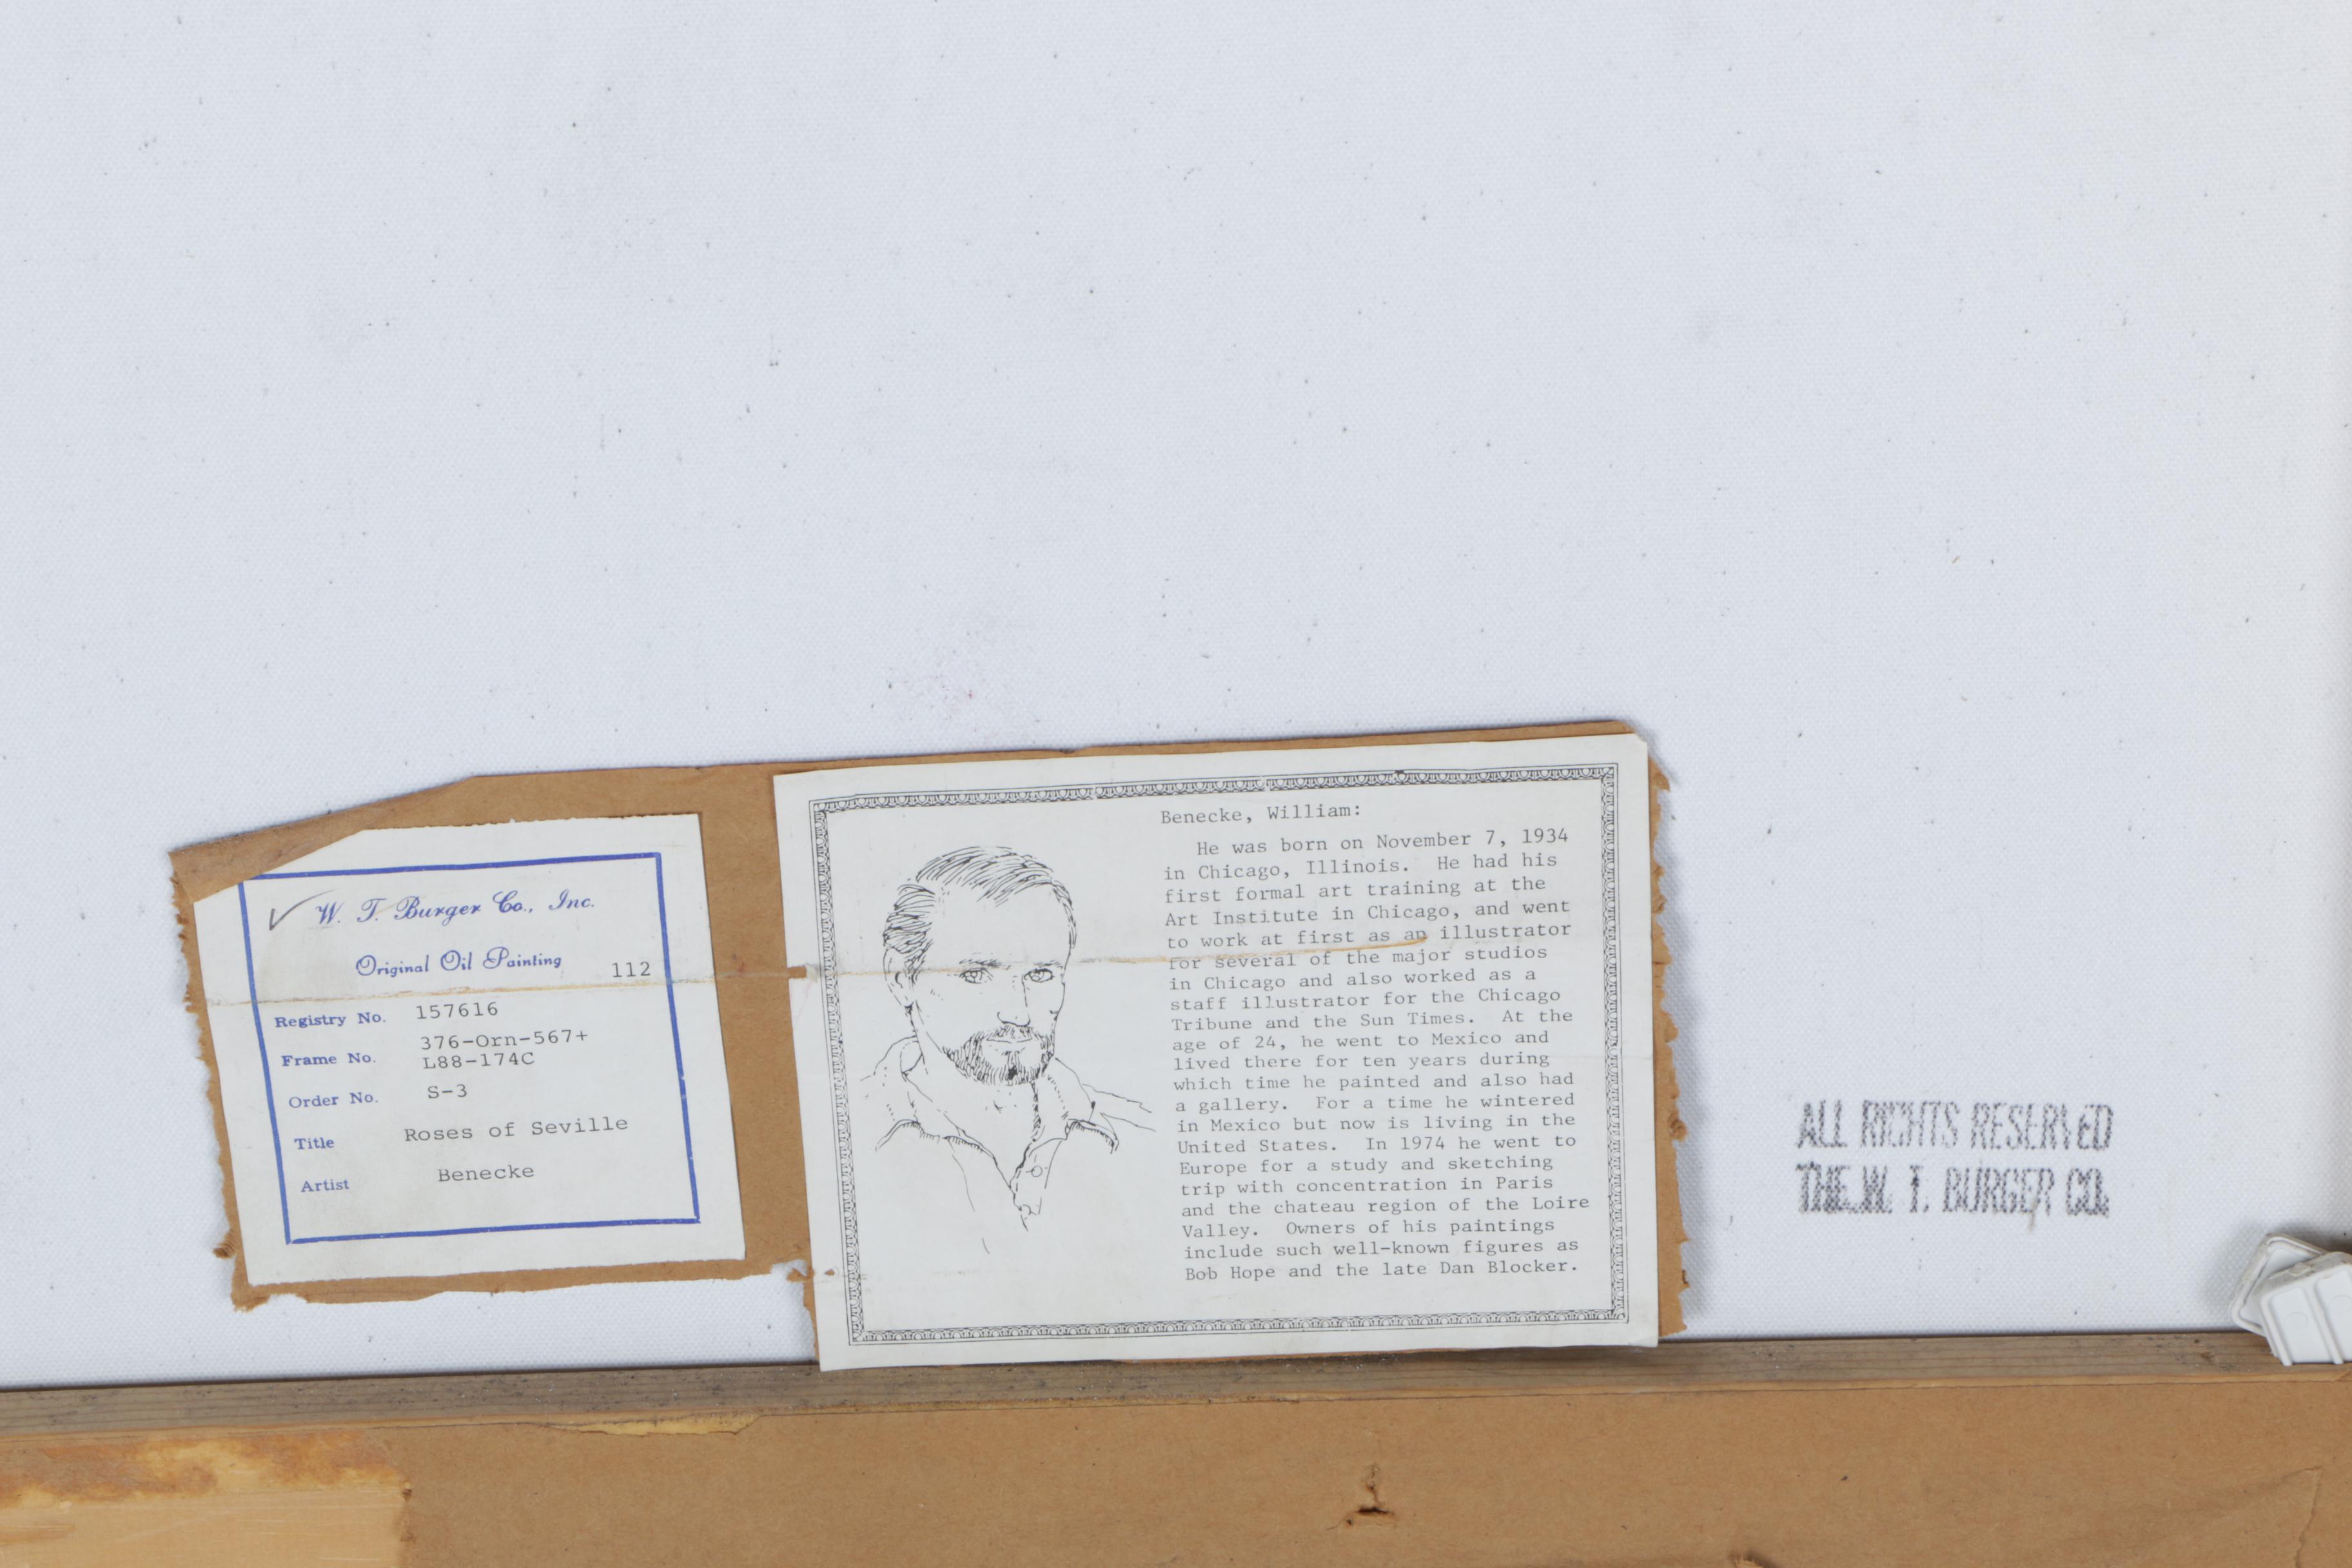 W. T. Burger Co., Inc.
Original Oil Painting
112
Registry No. 157616
Frame No. 376-Orn-567+
L88-174C
Order No. S-3
Title Roses of Seville
Artist Benecke
Benecke, William:
He was born on November 7, 1934
in Chicago, Illinois. He had his
first formal art training at the
Art Institute in Chicago, and went
to work at first as an illustrator
for several of the major studios
in Chicago and also worked as a
staff illustrator for the Chicago
Tribune and the Sun Times. At the
age of 24, he went to Mexico and
lived there for ten years during
which time he painted and also had
a gallery. For a time he wintered
in Mexico but now is living in the
United States. In 1974 he went to
Europe for a study and sketching
trip with concentration in Paris
and the chateau region of the Loire
Valley. Owners of his paintings
include such well-known figures as
Bob Hope and the late Dan Blocker.
ALL RIGHTS RESERVED
THE W. T. BURGER CO.